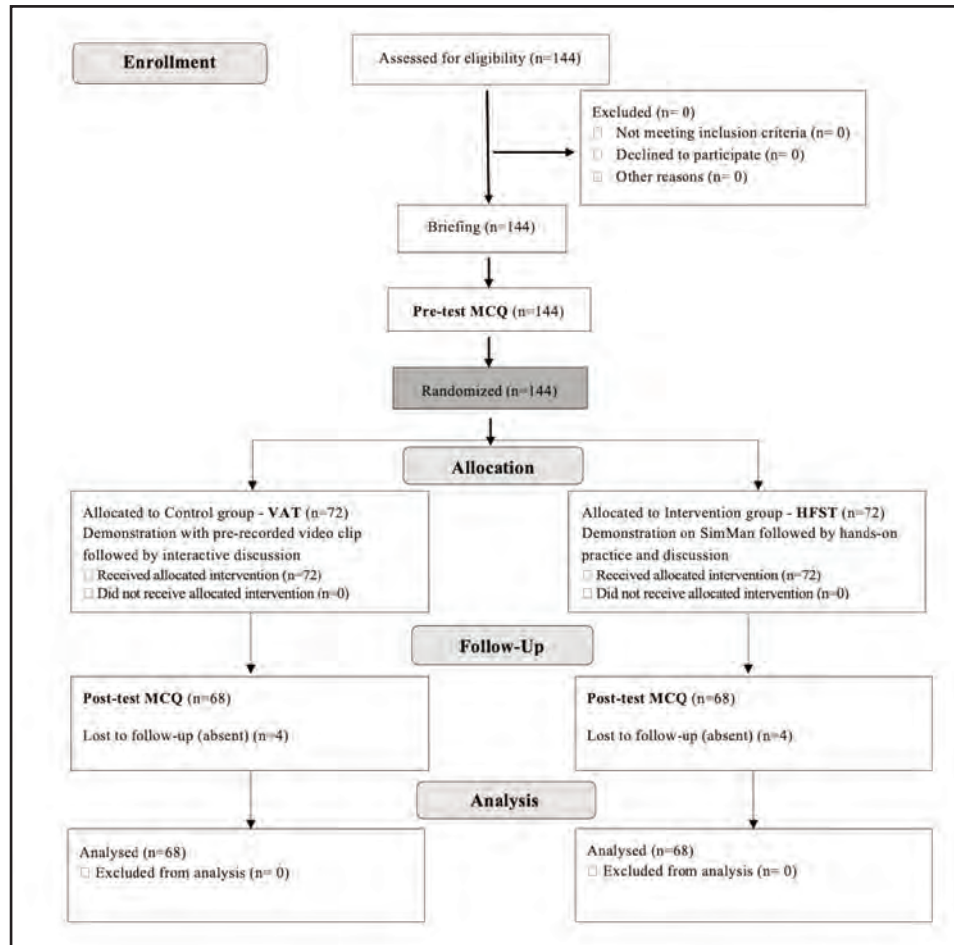 Enrollment
Assessed for eligibility (n=144)
Excluded (n= 0)
□ Not meeting inclusion criteria (n= 0)
□ Declined to participate (n= 0)
□ Other reasons (n= 0)
Briefing (n=144)
Pre-test MCQ (n=144)
Randomized (n=144)
Allocation
Allocated to Control group - VAT (n=72)
Demonstration with pre-recorded video clip
followed by interactive discussion
□ Received allocated intervention (n=72)
□ Did not receive allocated intervention (n=0)
Allocated to Intervention group - HFST (n=72)
Demonstration on SimMan followed by hands-on
practice and discussion
□ Received allocated intervention (n=72)
□ Did not receive allocated intervention (n=0)
Follow-Up
Post-test MCQ (n=68)
Lost to follow-up (absent) (n=4)
Post-test MCQ (n=68)
Lost to follow-up (absent) (n=4)
Analysis
Analysed (n=68)
□ Excluded from analysis (n= 0)
Analysed (n=68)
□ Excluded from analysis (n= 0)